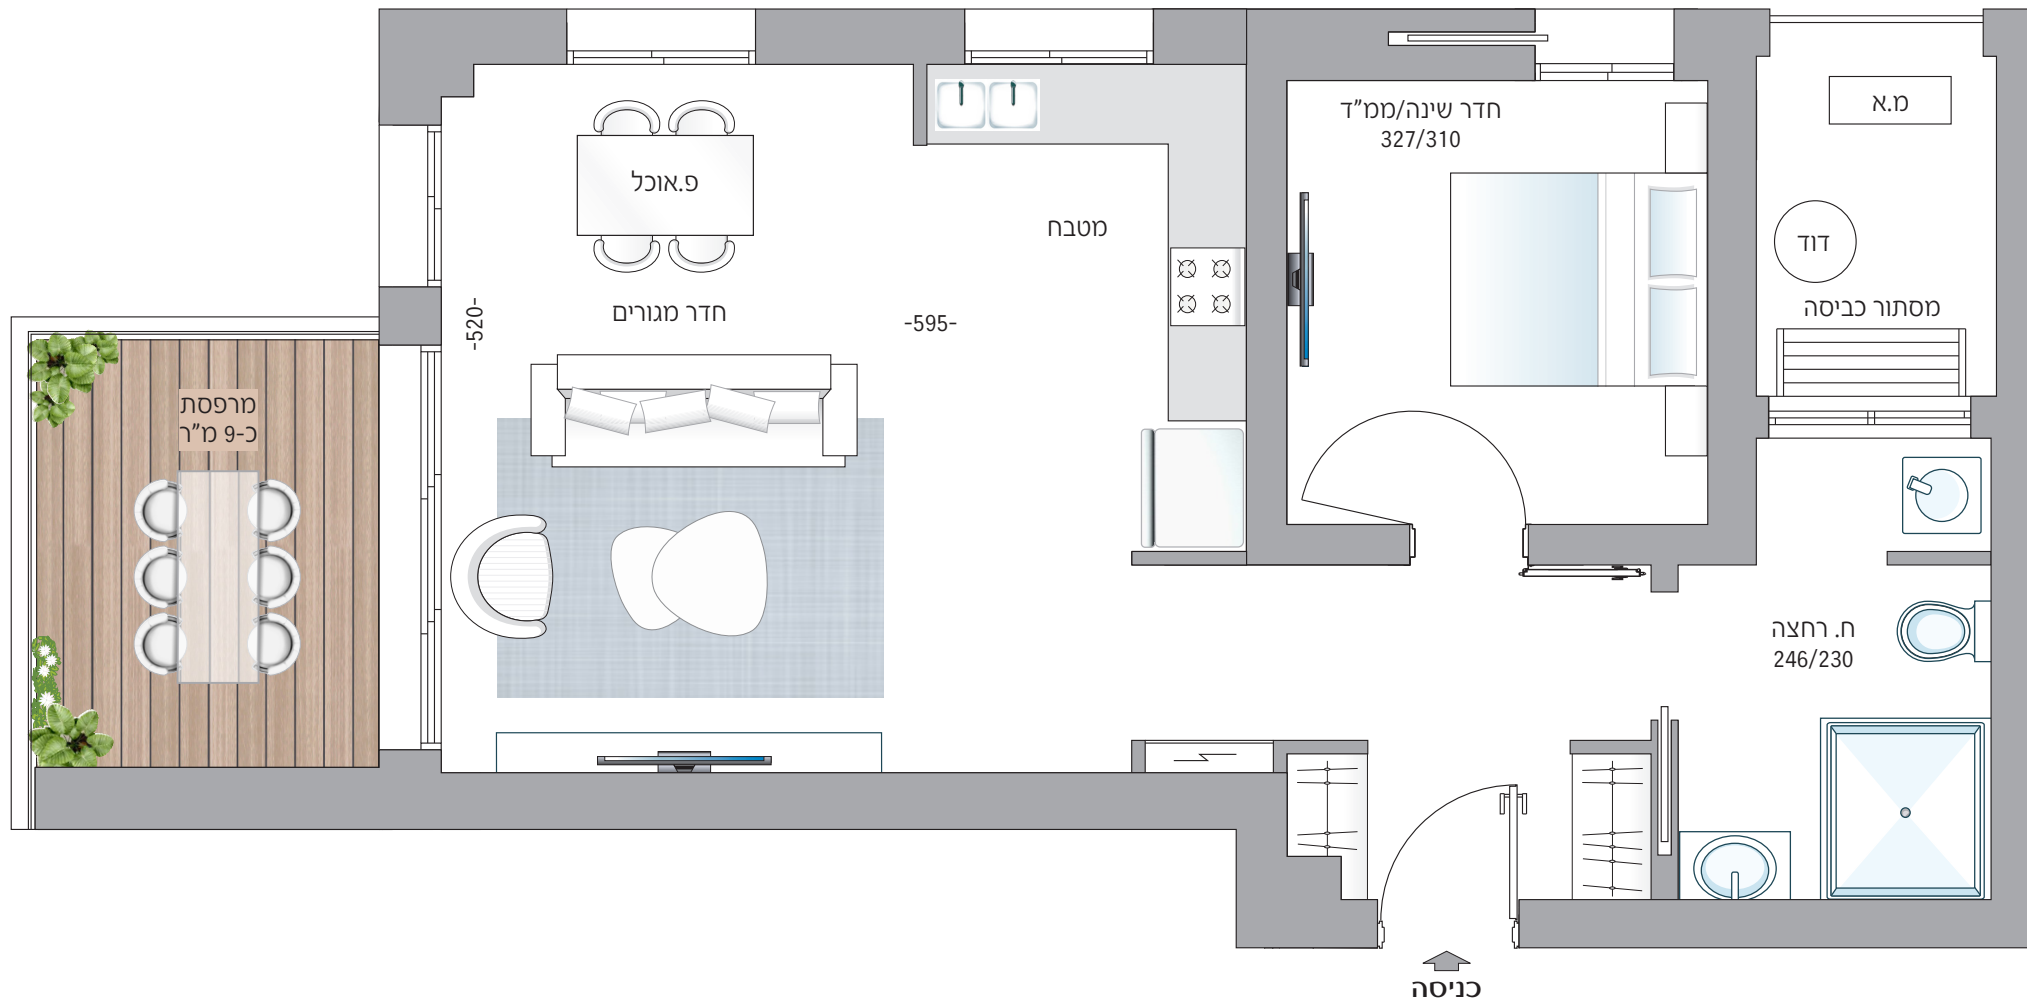 מ.א
חדר שינה/ממ"ד
327/310
פ.אוכל
מטבח
דוד
מסתור כביסה
חדר מגורים
-520-
-595-
מרפסת
כ-9 מ"ר
ח. רחצה
246/230
כניסה